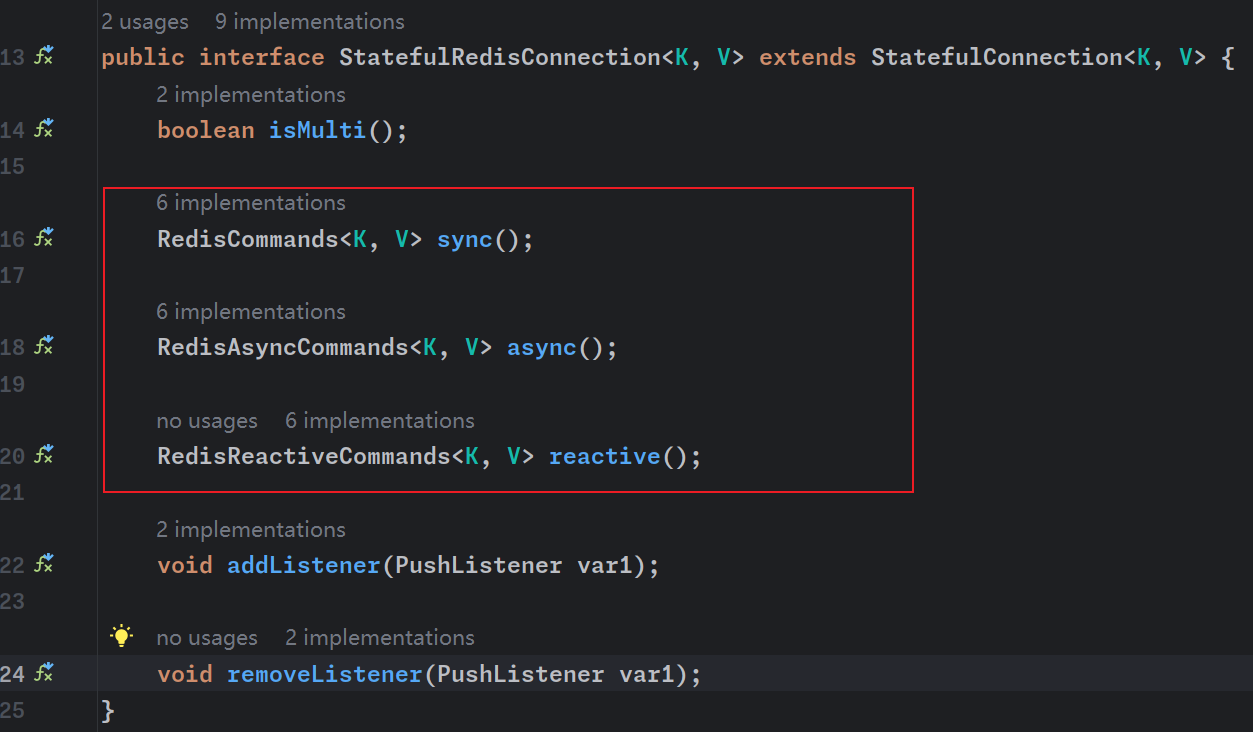 2 usages   9 implementations
13 public interface StatefulRedisConnection<K, V> extends StatefulConnection<K, V> {
2 implementations
14 boolean isMulti();
15
6 implementations
16 RedisCommands<K, V> sync();
17
6 implementations
18 RedisAsyncCommands<K, V> async();
19
no usages   6 implementations
20 RedisReactiveCommands<K, V> reactive();
21
2 implementations
22 void addListener(PushListener var1);
23
no usages   2 implementations
24 void removeListener(PushListener var1);
25 }